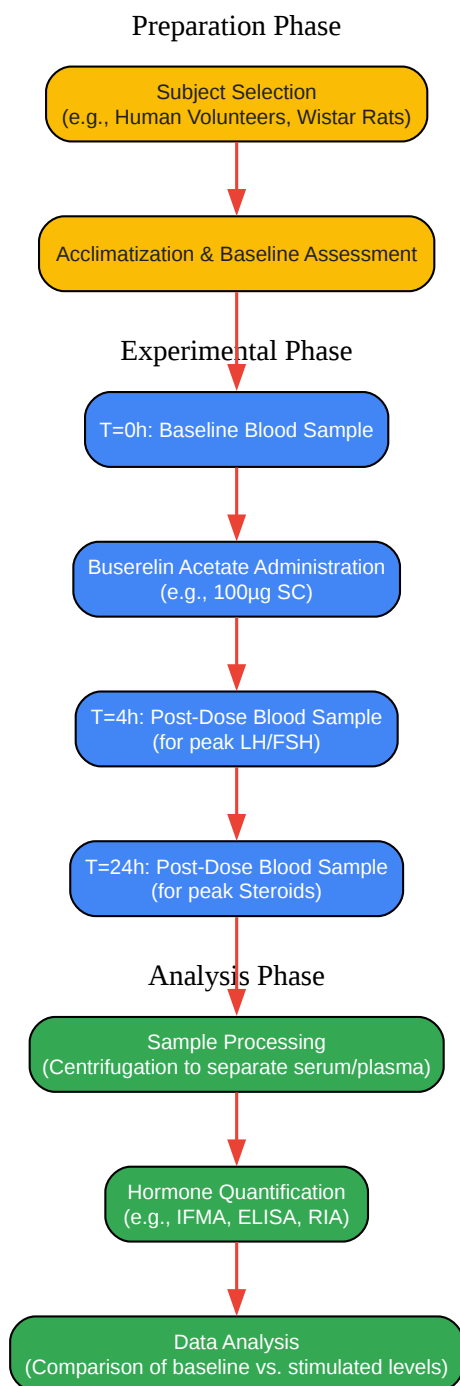 Preparation Phase
Subject Selection
(e.g., Human Volunteers, Wistar Rats)
Acclimatization & Baseline Assessment
Experimental Phase
T=0h: Baseline Blood Sample
Buserelin Acetate Administration
(e.g., 100µg SC)
T=4h: Post-Dose Blood Sample
(for peak LH/FSH)
T=24h: Post-Dose Blood Sample
(for peak Steroids)
Analysis Phase
Sample Processing
(Centrifugation to separate serum/plasma)
Hormone Quantification
(e.g., IFMA, ELISA, RIA)
Data Analysis
(Comparison of baseline vs. stimulated levels)